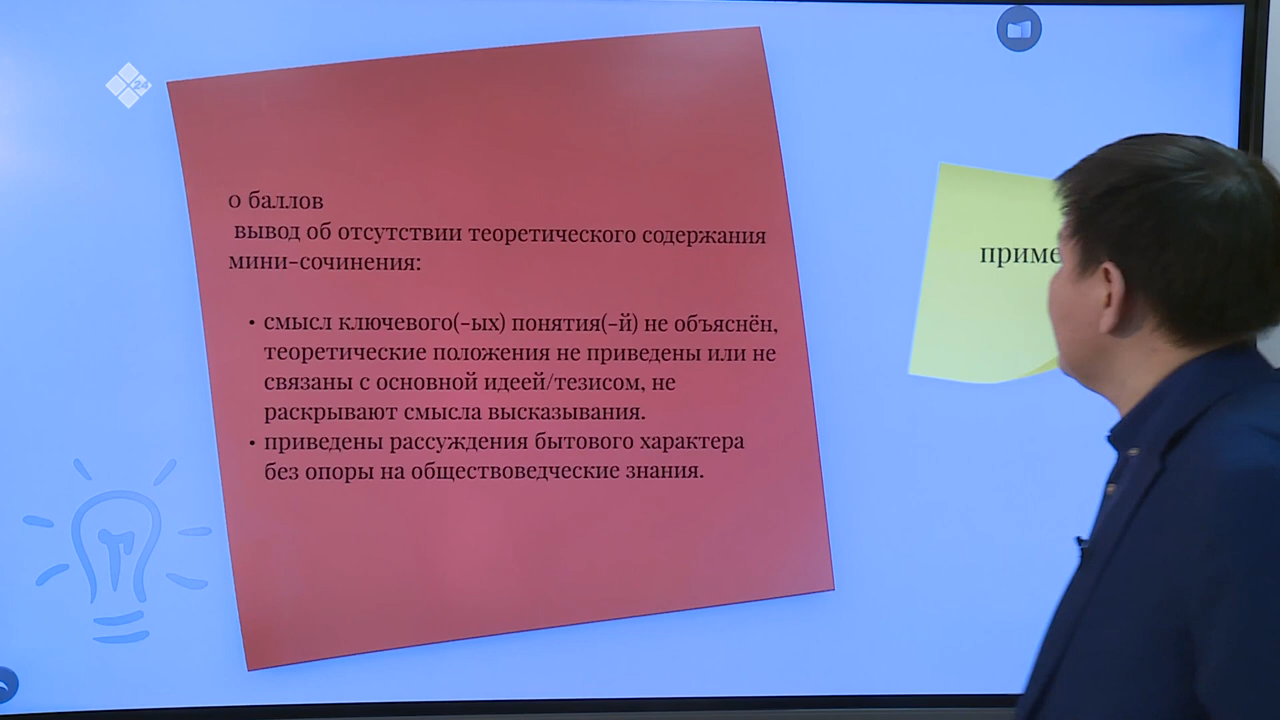 0 баллов
вывод об отсутствии теоретического содержания
мини-сочинения:
• смысл ключевого(-ых) понятия(-й) не объяснён,
теоретические положения не приведены или не
связаны с основной идеей/тезисом, не
раскрывают смысла высказывания.
• приведены рассуждения бытового характера
без опоры на обществоведческие знания.
приме
24